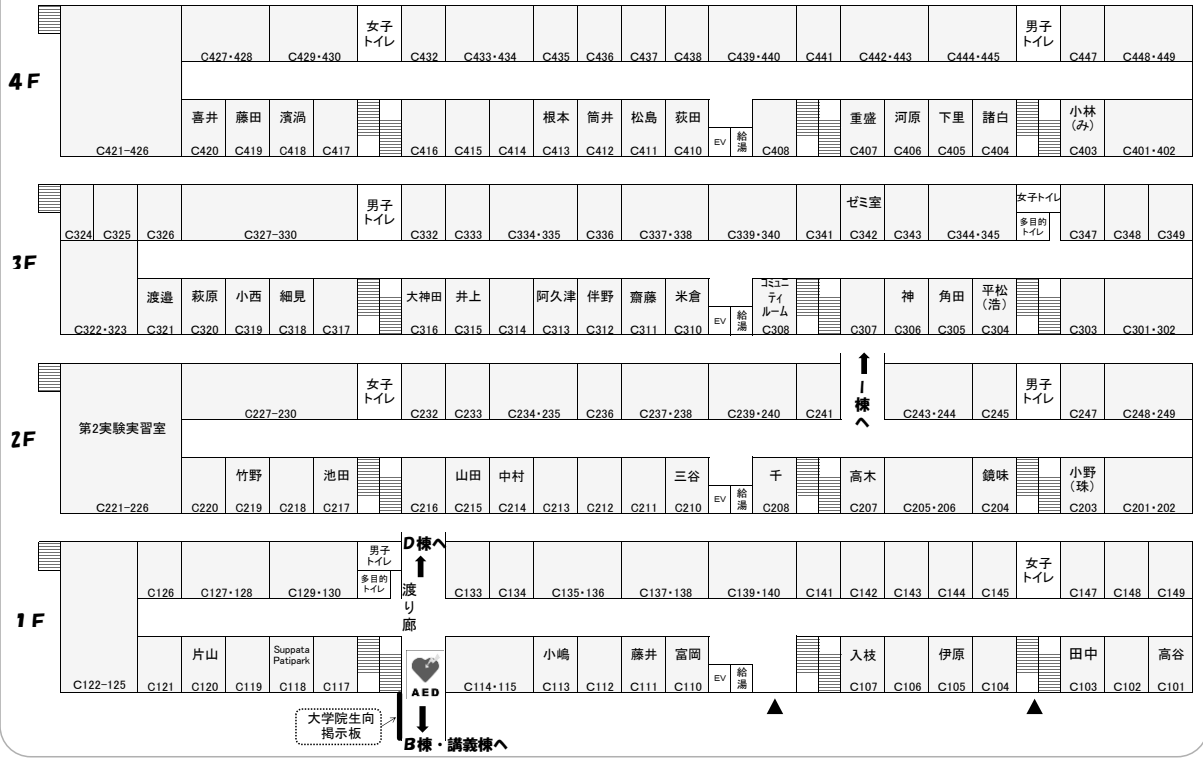 4F
女子
トイレ
男子
トイレ
C427・428
C429・430
C432
C433・434
C435
C436
C437
C438
C439・440
C441
C442・443
C444・445
C447
C448・449
喜井
藤田
濱渦
根本
筒井
松島
荻田
重盛
河原
下里
諸白
小林
(み)
EV
給
湯
C421-426
C420
C419
C418
C417
C416
C415
C414
C413
C412
C411
C410
C408
C407
C406
C405
C404
C403
C401・402
3F
男子
トイレ
ゼミ室
女子トイレ
多目的
トイレ
C324
C325
C326
C327-330
C332
C333
C334・335
C336
C337・338
C339・340
C341
C342
C343
C344・345
C347
C348
C349
渡邉
萩原
小西
細見
大神田
井上
阿久津
伴野
齋藤
米倉
コミュニ
ティ
ルーム
神
角田
平松
(浩)
EV
給
湯
C322・323
C321
C320
C319
C318
C317
C316
C315
C314
C313
C312
C311
C310
C308
C307
C306
C305
C304
C303
C301・302
2F
女子
トイレ
I棟へ
男子
トイレ
第2実験実習室
C227-230
C232
C233
C234・235
C236
C237・238
C239・240
C241
C243・244
C245
C247
C248・249
竹野
池田
山田
中村
三谷
千
高木
鏡味
小野
(珠)
EV
給
湯
C221-226
C220
C219
C218
C217
C216
C215
C214
C213
C212
C211
C210
C208
C207
C205・206
C204
C203
C201・202
1F
男子
トイレ
多目的
トイレ
D棟へ
渡り廊
女子
トイレ
C126
C127・128
C129・130
C133
C134
C135・136
C137・138
C139・140
C141
C142
C143
C144
C145
C147
C148
C149
片山
Suppata
Patipark
小嶋
藤井
富岡
入枝
伊原
田中
高谷
EV
給
湯
AED
C122-125
C121
C120
C119
C118
C117
C114・115
C113
C112
C111
C110
C107
C106
C105
C104
C103
C102
C101
大学院生向
掲示板
B棟・講義棟へ